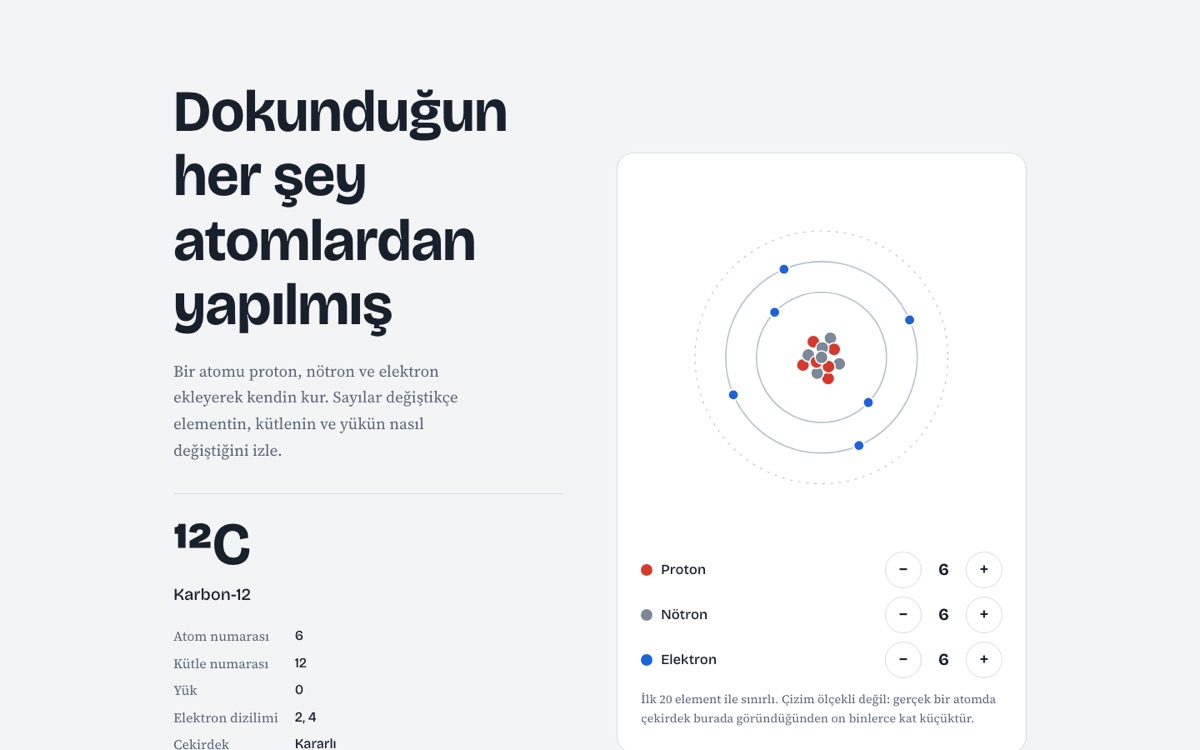 Dokunduğun
her şey
atomlardan
yapılmış
Bir atomu proton, nötron ve elektron
ekleyerek kendin kur. Sayılar değiştikçe
elementin, kütlenin ve yükün nasıl
değiştiğini izle.
¹²C
Karbon-12
Atom numarası 6
Kütle numarası 12
Yük 0
Elektron dizilimi 2, 4
Çekirdek Kararlı
Proton − 6 +
Nötron − 6 +
Elektron − 6 +
İlk 20 element ile sınırlı. Çizim ölçekli değil: gerçek bir atomda
çekirdek burada göründüğünden on binlerce kat küçüktür.